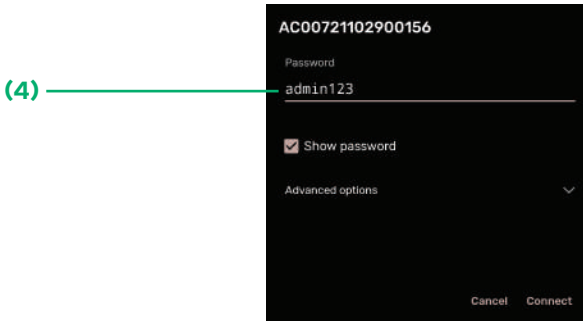 AC00721102900156
Password
(4)
admin123
Show password
Advanced options
Cancel Connect